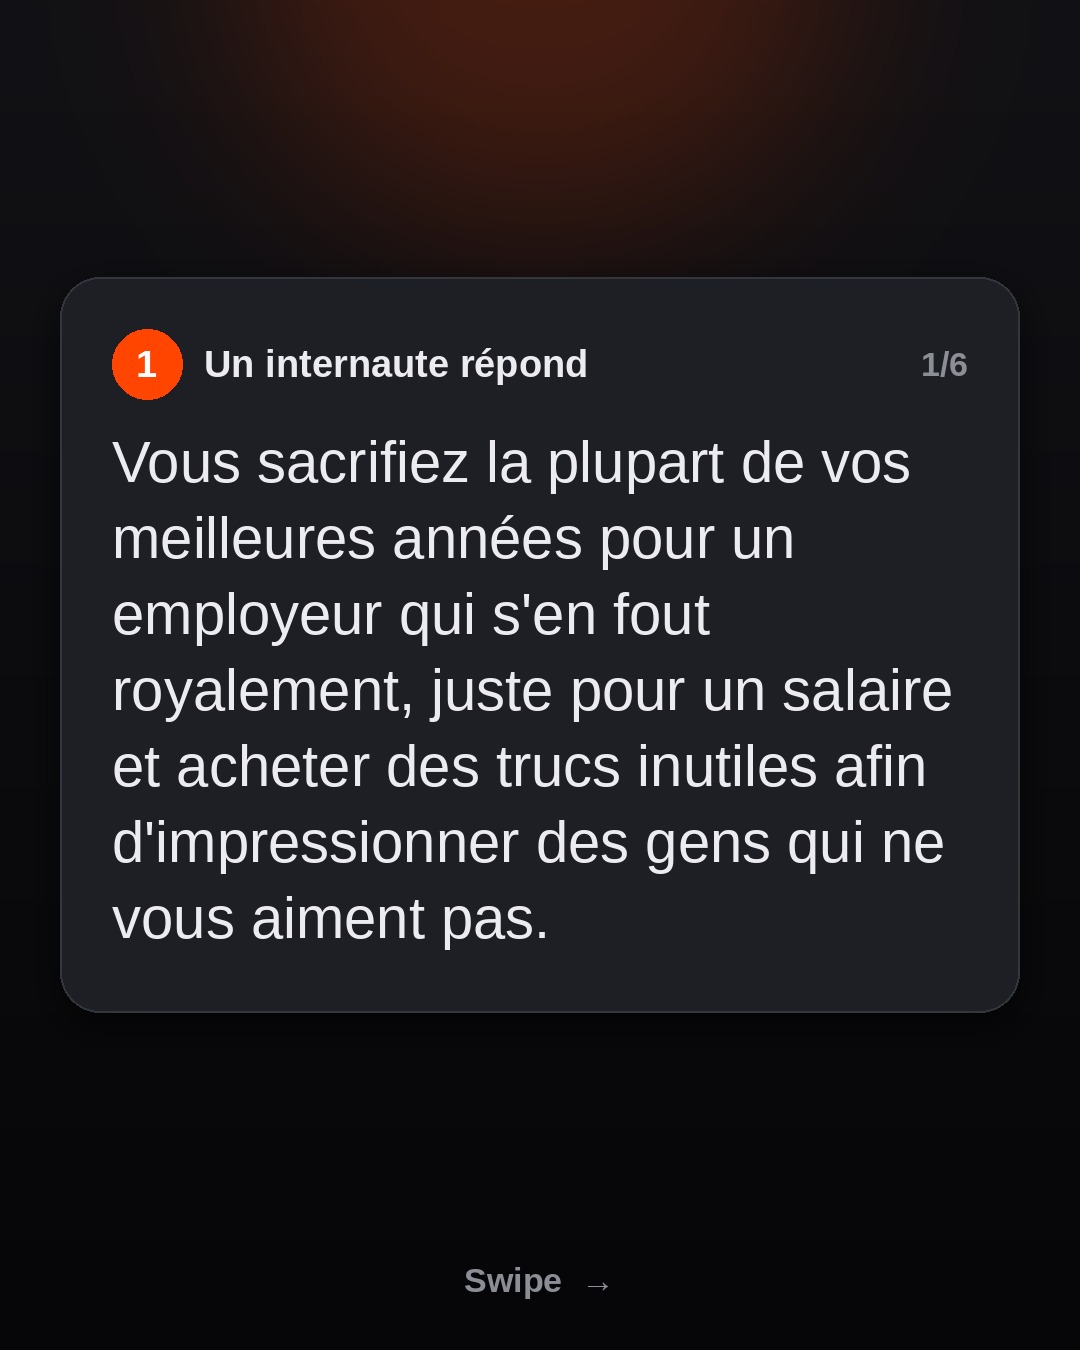 1 Un internaute répond 1/6
Vous sacrifiez la plupart de vos
meilleures années pour un
employeur qui s'en fout
royalement, juste pour un salaire
et acheter des trucs inutiles afin
d'impressionner des gens qui ne
vous aiment pas.
Swipe →